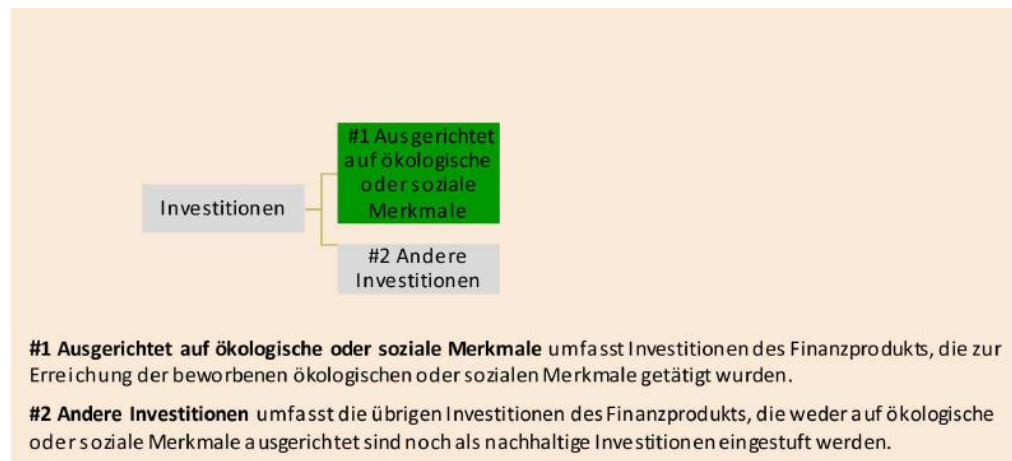 #1 Ausgerichtet
auf ökologische
oder soziale
Merkmale
Investitionen
#2 Andere
Investitionen
#1 Ausgerichtet auf ökologische oder soziale Merkmale umfasst Investitionen des Finanzprodukts, die zur
Erreichung der beworbenen ökologischen oder sozialen Merkmale getätigt wurden.
#2 Andere Investitionen umfasst die übrigen Investitionen des Finanzprodukts, die weder auf ökologische
oder soziale Merkmale ausgerichtet sind noch als nachhaltige Investitionen eingestuft werden.